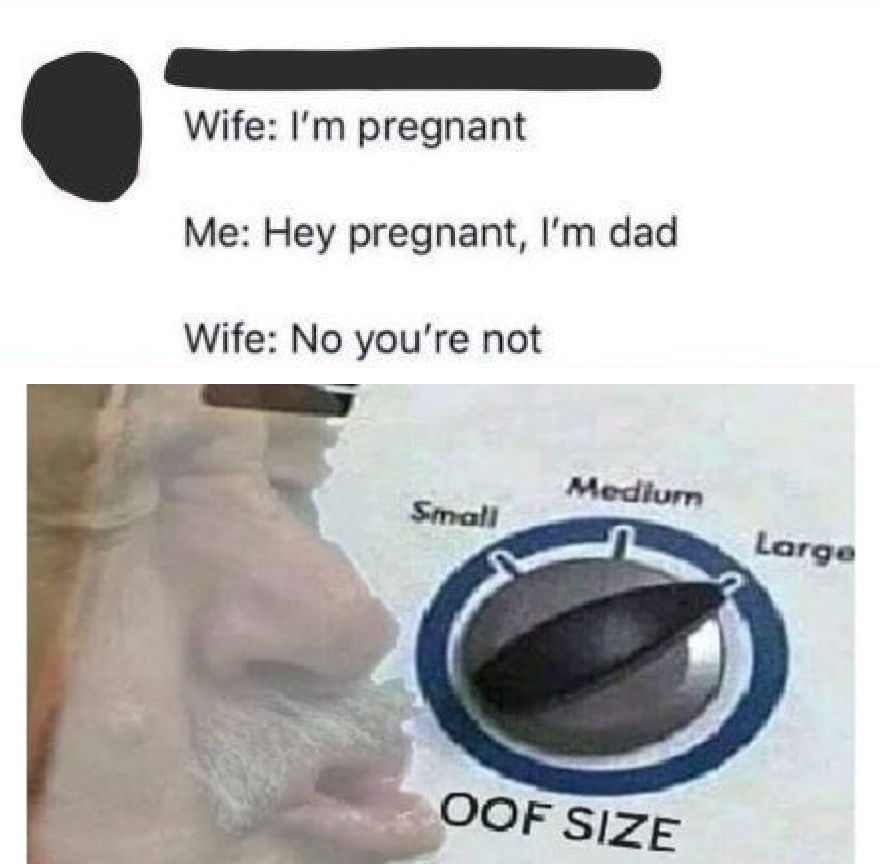 Wife: I'm pregnant
Me: Hey pregnant, I'm dad
Wife: No you're not
Small
Medium
Large
OOF SIZE